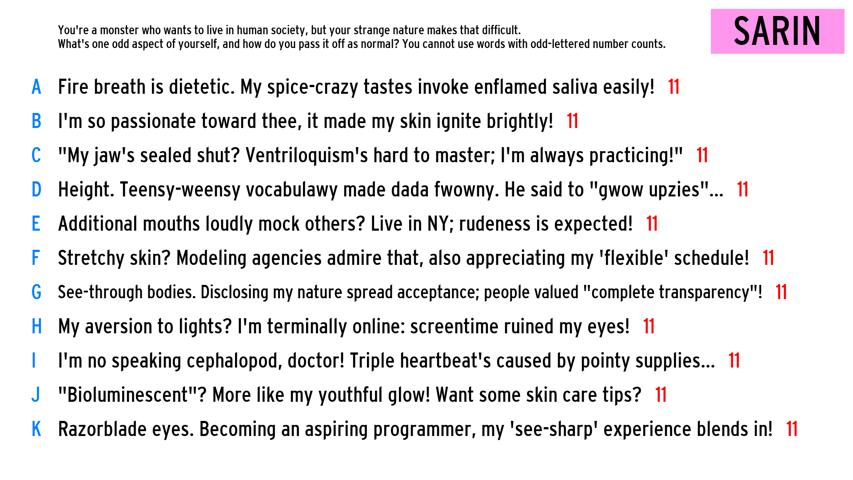 You're a monster who wants to live in human society, but your strange nature makes that difficult.
What's one odd aspect of yourself, and how do you pass it off as normal? You cannot use words with odd-lettered number counts.
SARIN
A Fire breath is dietetic. My spice-crazy tastes invoke enflamed saliva easily! 11
B I'm so passionate toward thee, it made my skin ignite brightly! 11
C "My jaw's sealed shut? Ventriloquism's hard to master; I'm always practicing!" 11
D Height. Teensy-weensy vocabulawy made dada fwowny. He said to "gwow upzies"... 11
E Additional mouths loudly mock others? Live in NY; rudeness is expected! 11
F Stretchy skin? Modeling agencies admire that, also appreciating my 'flexible' schedule! 11
G See-through bodies. Disclosing my nature spread acceptance; people valued "complete transparency"! 11
H My aversion to lights? I'm terminally online: screentime ruined my eyes! 11
I I'm no speaking cephalopod, doctor! Triple heartbeat's caused by pointy supplies... 11
J "Bioluminescent"? More like my youthful glow! Want some skin care tips? 11
K Razorblade eyes. Becoming an aspiring programmer, my 'see-sharp' experience blends in! 11